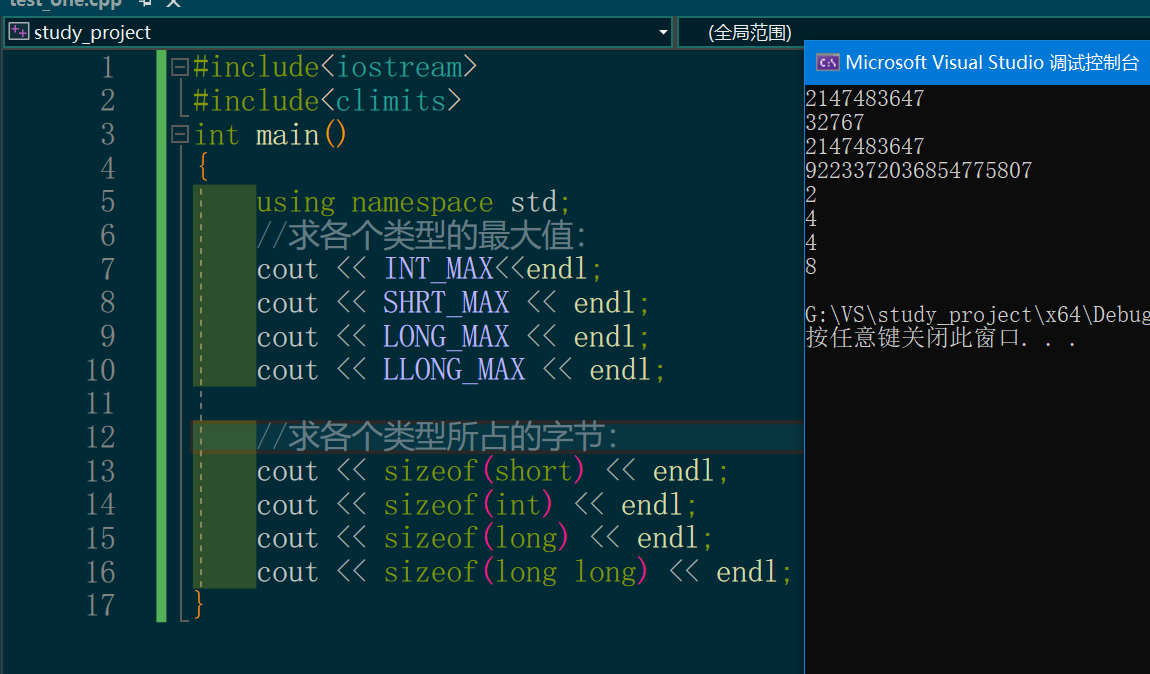 test_one.cpp
study_project
(全局范围)
Microsoft Visual Studio 调试控制台
1 #include<iostream>
2 #include<climits>
3 int main()
4 {
5 using namespace std;
6 //求各个类型的最大值:
7 cout << INT_MAX<<endl;
8 cout << SHRT_MAX << endl;
9 cout << LONG_MAX << endl;
10 cout << LLONG_MAX << endl;
11
12 //求各个类型所占的字节:
13 cout << sizeof(short) << endl;
14 cout << sizeof(int) << endl;
15 cout << sizeof(long) << endl;
16 cout << sizeof(long long) << endl;
17 }
2147483647
32767
2147483647
9223372036854775807
2
4
4
8
G:\VS\study_project\x64\Debug
按任意键关闭此窗口. . .